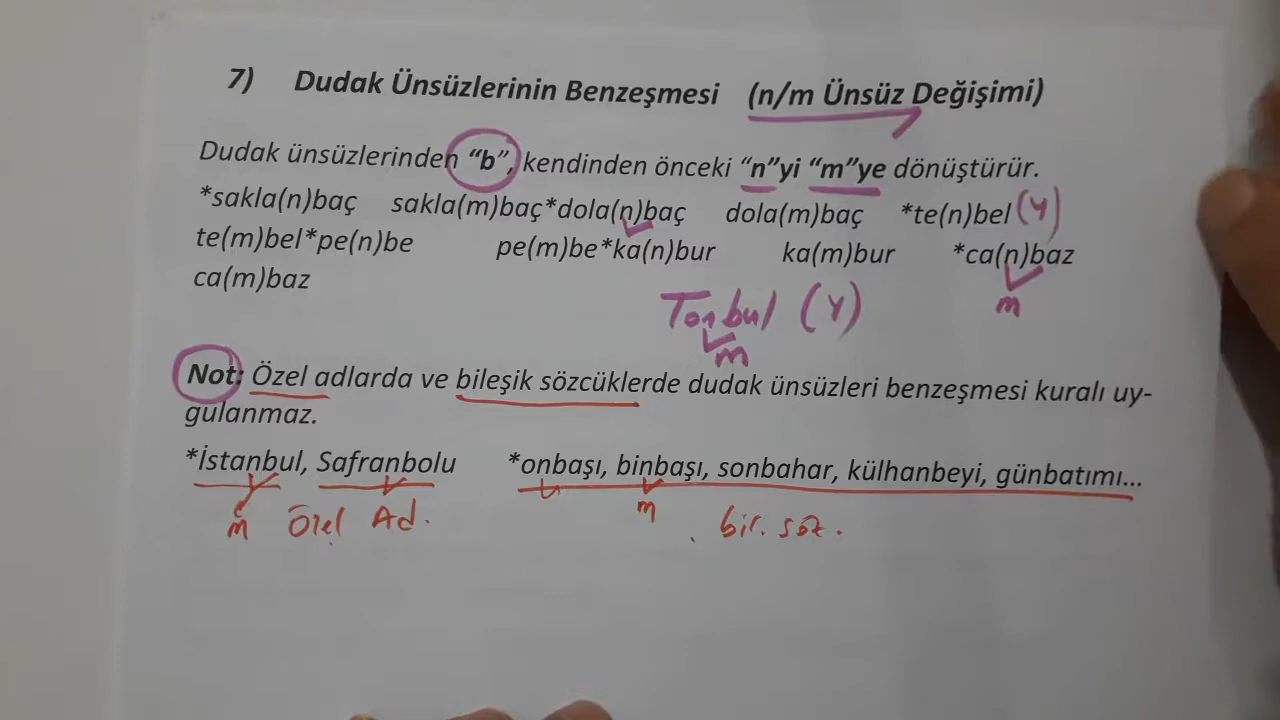 7) Dudak Ünsüzlerinin Benzeşmesi (n/m Ünsüz Değişimi)
Dudak ünsüzlerinden “b”, kendinden önceki “n”yi “m”ye dönüştürür.
*sakla(n)baç sakla(m)baç*dola(n)baç dola(m)baç *te(n)bel (Y)
te(m)bel*pe(n)be pe(m)be*ka(n)bur ka(m)bur *ca(n)baz
ca(m)baz
m
Tonbul (Y)
m
Not: Özel adlarda ve bileşik sözcüklerde dudak ünsüzleri benzeşmesi kuralı uy-
gulanmaz.
*İstanbul, Safranbolu *onbaşı, binbaşı, sonbahar, külhanbeyi, günbatımı...
m Özel Ad. m bir. söz.